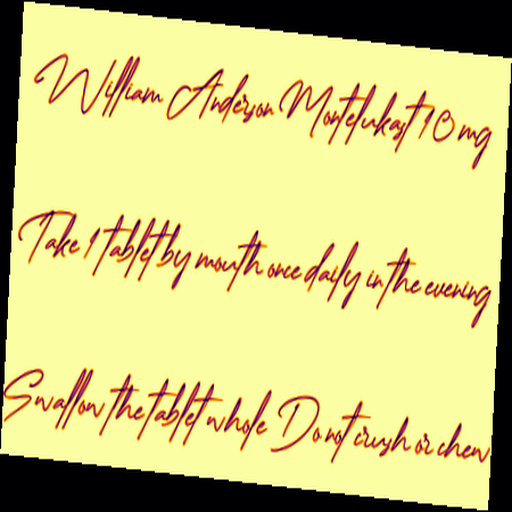 William Anderson Montelukast 10 mg
Take 1 tablet by mouth once daily in the evening
Swallow the tablet whole Do not crush or chew